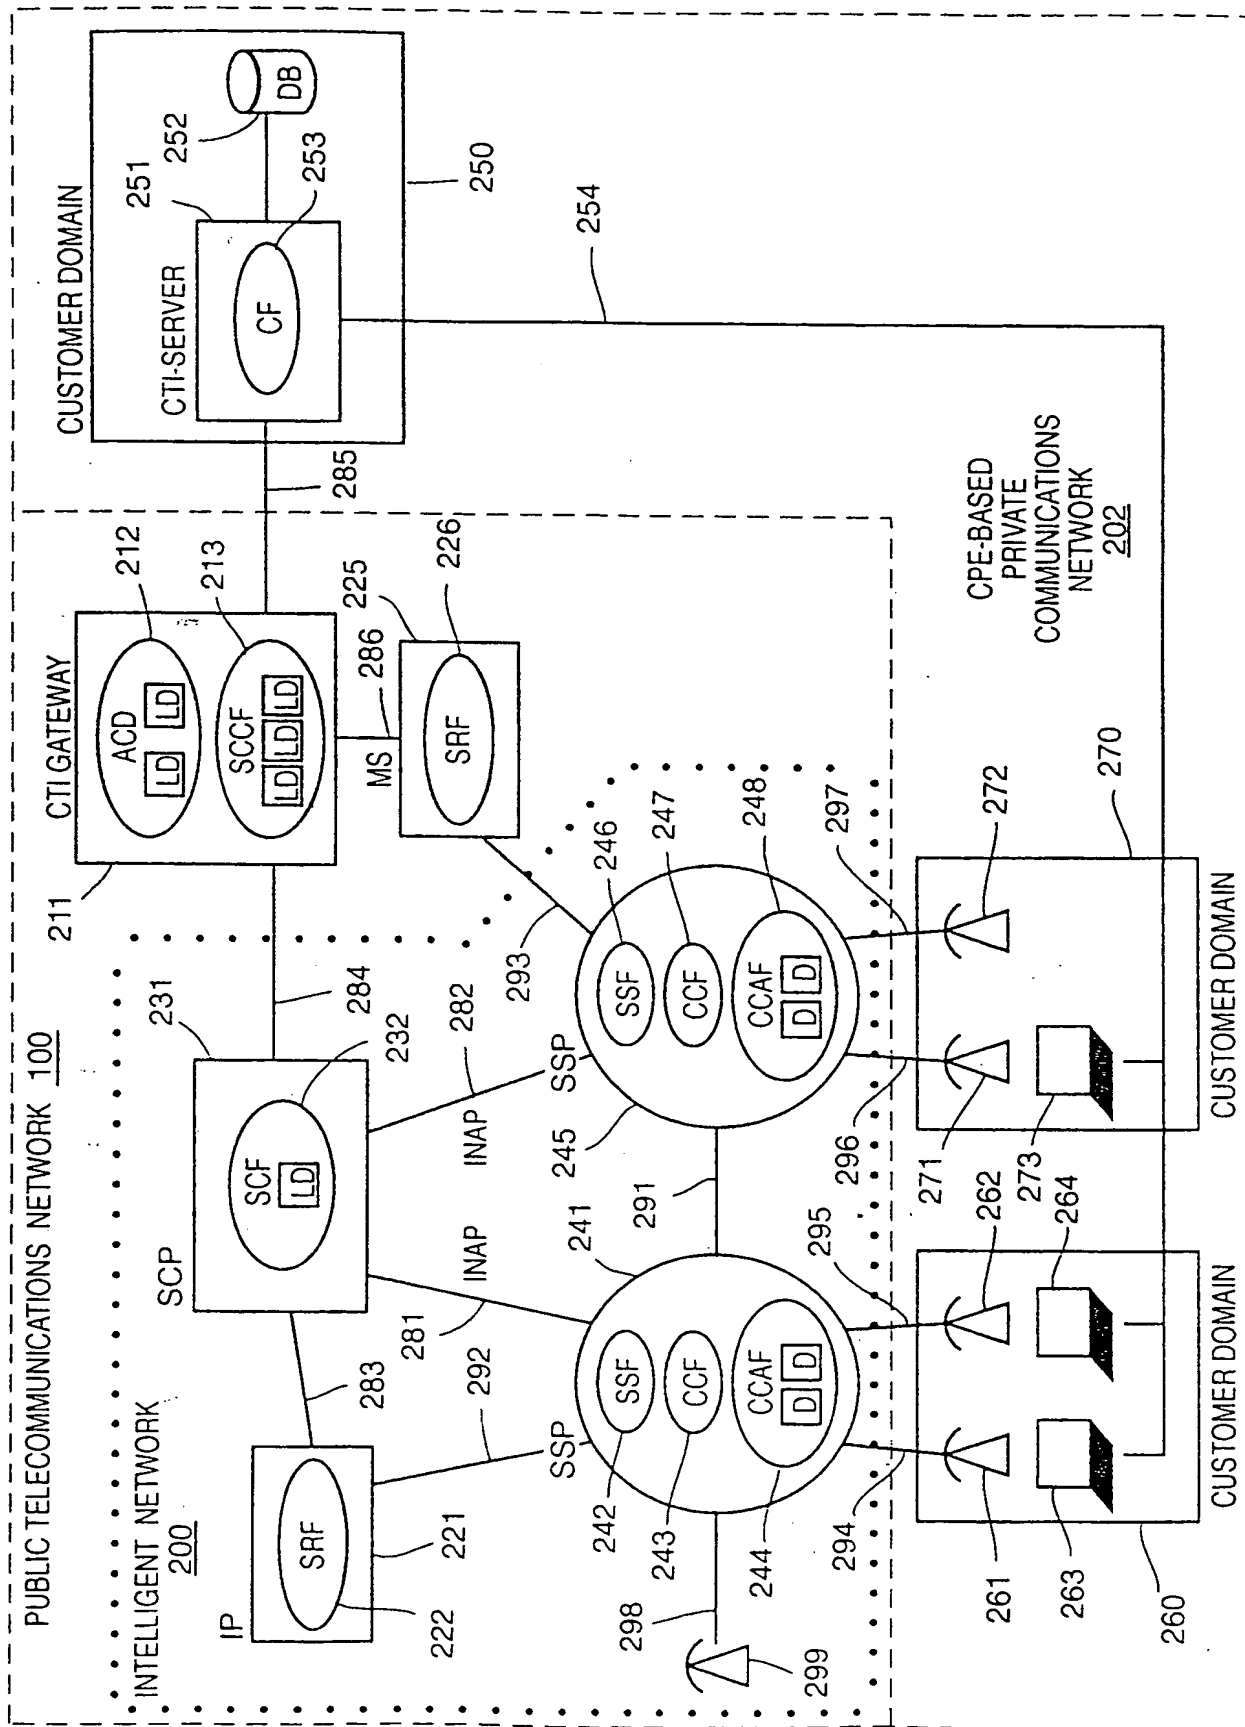 PUBLIC TELECOMMUNICATIONS NETWORK 100
INTELLIGENT NETWORK
200
IP
SRF
222
221
283
292
SCP
231
SCF
LD
232
284
281
INAP
282
INAP
CTI GATEWAY
211
ACD
LD
LD
212
SCCF
LD
LD
LD
213
285
MS
286
225
SRF
226
293
CUSTOMER DOMAIN
CTI-SERVER
CF
251
252
DB
253
250
254
SSP
241
SSF
CCF
CCAF
D
D
242
243
244
298
299
291
SSP
245
SSF
CCF
CCAF
D
D
D
246
247
248
294
295
296
297
261
262
263
264
260
CUSTOMER DOMAIN
271
272
273
270
CUSTOMER DOMAIN
CPE-BASED
PRIVATE
COMMUNICATIONS
NETWORK
202